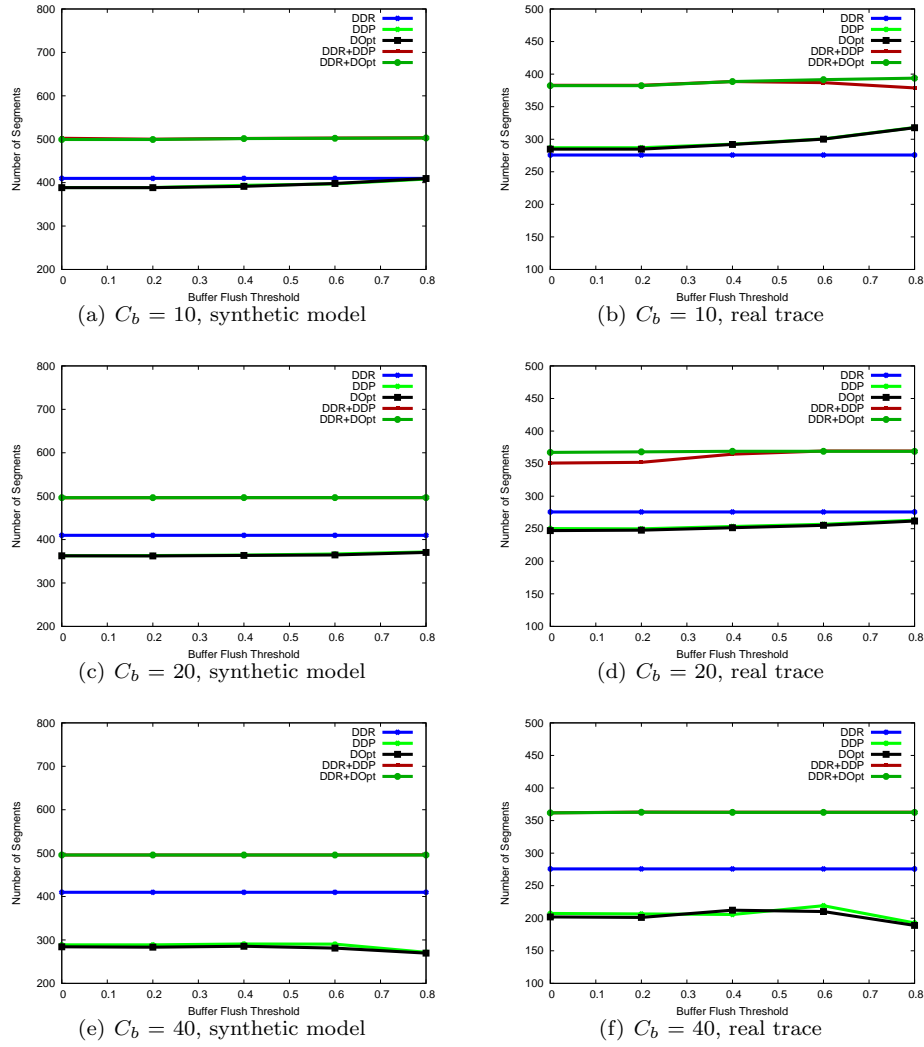 800
700
600
500
400
300
200
Number of Segments
0 0.1 0.2 0.3 0.4 0.5 0.6 0.7 0.8
Buffer Flush Threshold
DDR
DDP
DOpt
DDR+DDP
DDR+DOpt
(a) C_b = 10, synthetic model
500
450
400
350
300
250
200
150
100
Number of Segments
0 0.1 0.2 0.3 0.4 0.5 0.6 0.7 0.8
Buffer Flush Threshold
DDR
DDP
DOpt
DDR+DDP
DDR+DOpt
(b) C_b = 10, real trace
800
700
600
500
400
300
200
Number of Segments
0 0.1 0.2 0.3 0.4 0.5 0.6 0.7 0.8
Buffer Flush Threshold
DDR
DDP
DOpt
DDR+DDP
DDR+DOpt
(c) C_b = 20, synthetic model
500
450
400
350
300
250
200
150
100
Number of Segments
0 0.1 0.2 0.3 0.4 0.5 0.6 0.7 0.8
Buffer Flush Threshold
DDR
DDP
DOpt
DDR+DDP
DDR+DOpt
(d) C_b = 20, real trace
800
700
600
500
400
300
200
Number of Segments
0 0.1 0.2 0.3 0.4 0.5 0.6 0.7 0.8
Buffer Flush Threshold
DDR
DDP
DOpt
DDR+DDP
DDR+DOpt
(e) C_b = 40, synthetic model
500
450
400
350
300
250
200
150
100
Number of Segments
0 0.1 0.2 0.3 0.4 0.5 0.6 0.7 0.8
Buffer Flush Threshold
DDR
DDP
DOpt
DDR+DDP
DDR+DOpt
(f) C_b = 40, real trace